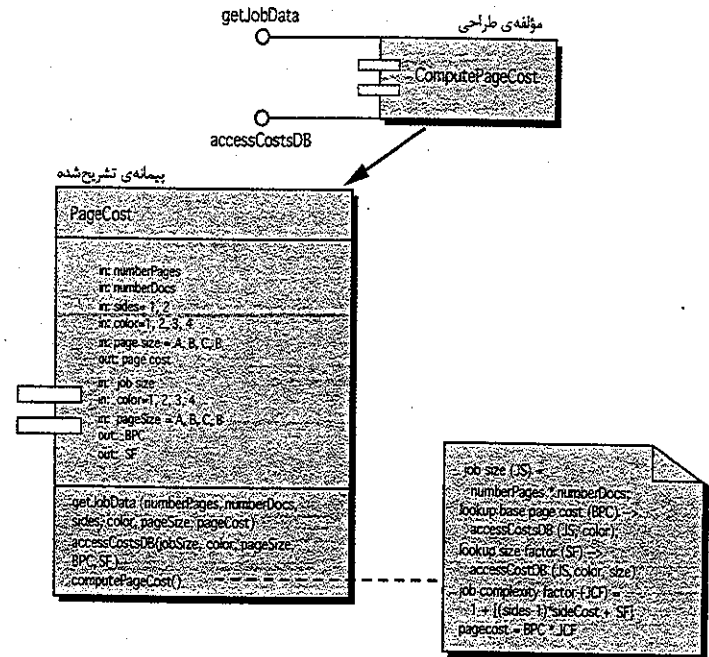 getJobData
مؤلفه‌ی طراحی
ComputePageCost
accessCostsDB
پیمانه‌ی تشریح‌شده
PageCost
in: numberPages
in: numberDocs
in: sides= 1, 2
in: color=1, 2, 3, 4
in: page size = A, B, C, B
out: page cost
in: job size
in: color=1, 2, 3, 4
in: pageSize = A, B, C, B
out: BPC
out: SF
getJobData (numberPages, numberDocs,
sides, color, pageSize, pageCost)
accessCostsDB(jobSize, color, pageSize,
BPC, SF)
computePageCost()
job size (JS) =
numberPages * numberDocs;
lookup base page cost (BPC) -->
accessCostsDB (JS, color);
lookup size factor (SF) -->
accessCostDB (JS, color, size)
job complexity factor (JCF) =
1 + [(sides-1)*sideCost + SF]
pagecost = BPC * JCF